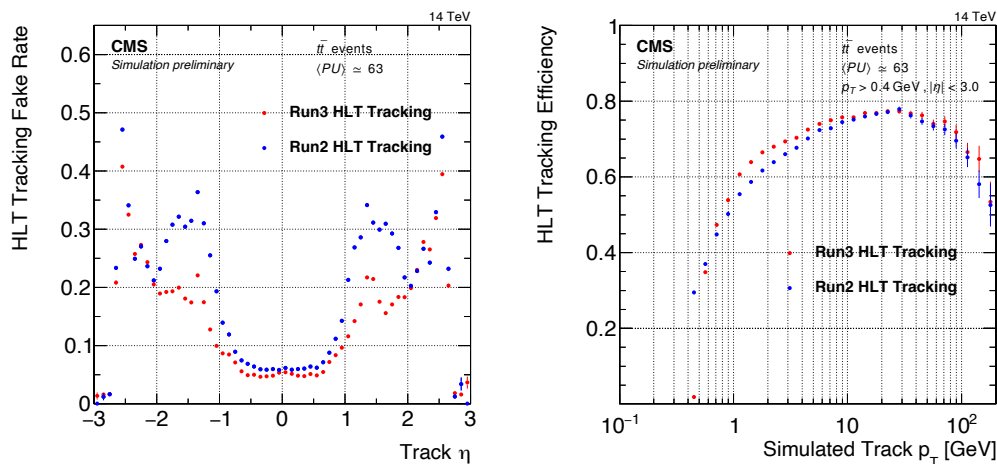 14 TeV
CMS
Simulation preliminary
tt̅ events
⟨PU⟩ ≃ 63
Run3 HLT Tracking
Run2 HLT Tracking
HLT Tracking Fake Rate
0.6
0.5
0.4
0.3
0.2
0.1
0
−3 −2 −1 0 1 2 3
Track η
14 TeV
CMS
Simulation preliminary
tt̅ events
⟨PU⟩ ≃ 63
p_T > 0.4 GeV , |η| < 3.0
Run3 HLT Tracking
Run2 HLT Tracking
HLT Tracking Efficiency
1
0.8
0.6
0.4
0.2
10⁻¹ 1 10 10²
Simulated Track p_T [GeV]